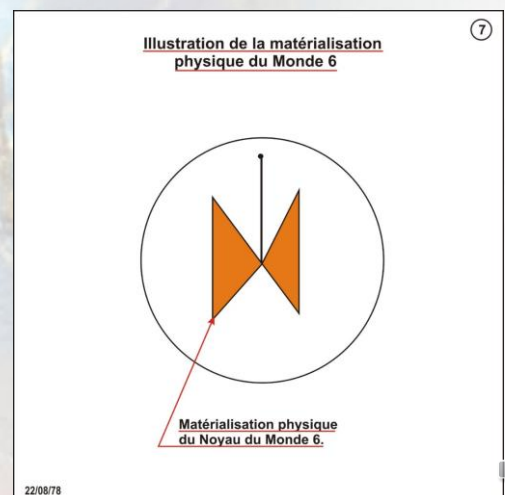 7
Illustration de la matérialisation
physique du Monde 6
Matérialisation physique
du Noyau du Monde 6.
22/08/78